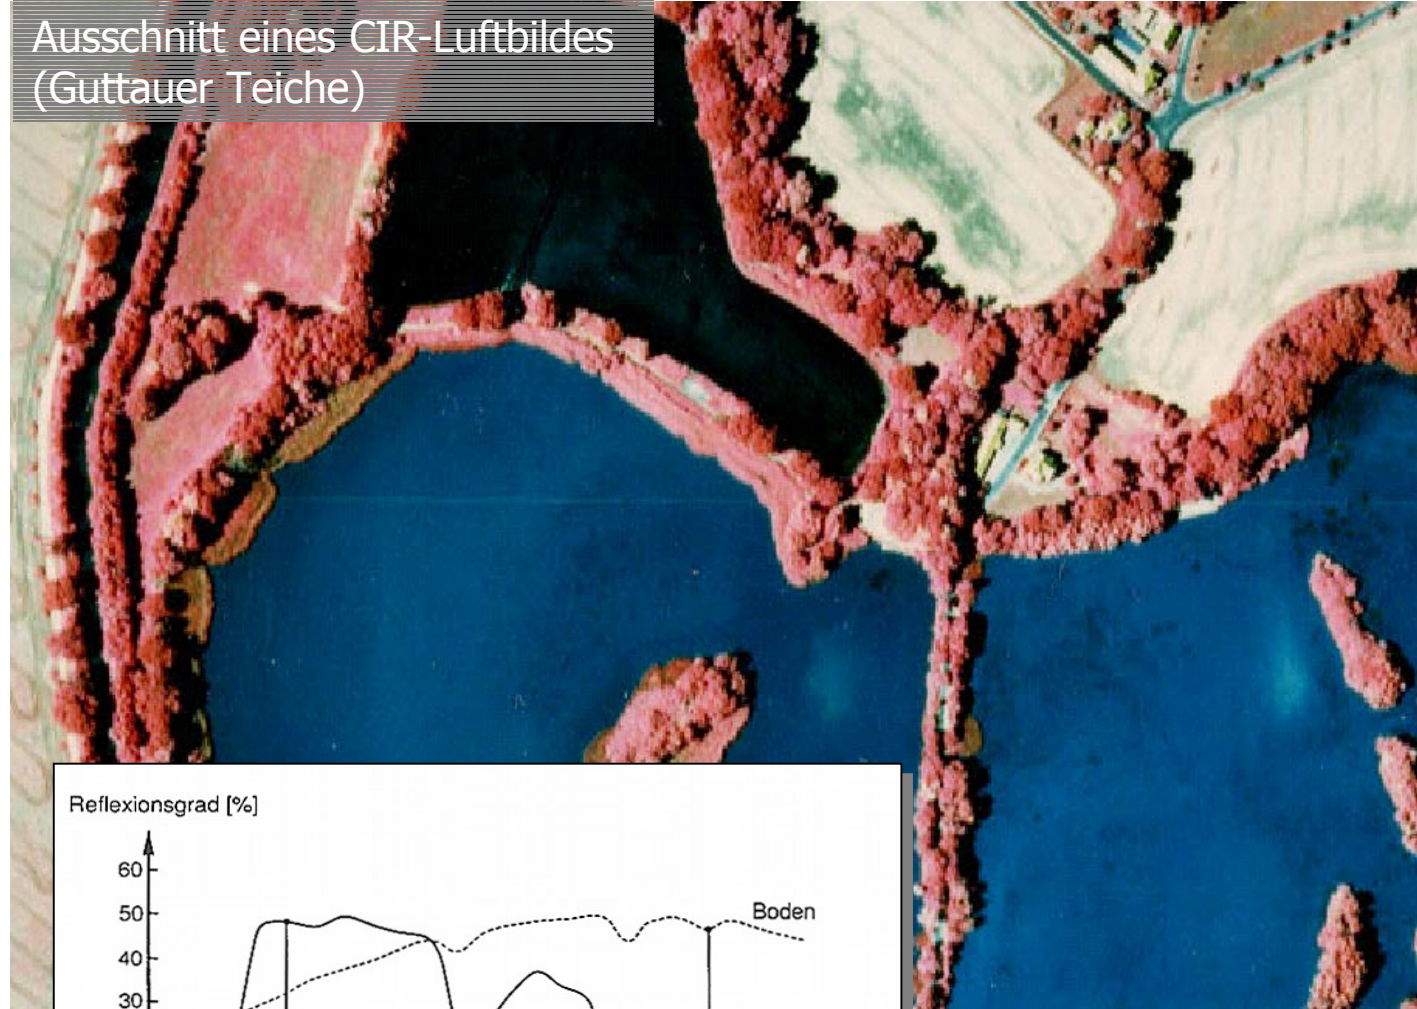 Ausschnitt eines CIR-Luftbildes
(Guttauer Teiche)
Reflexionsgrad [%]
60
50
Boden
40
30